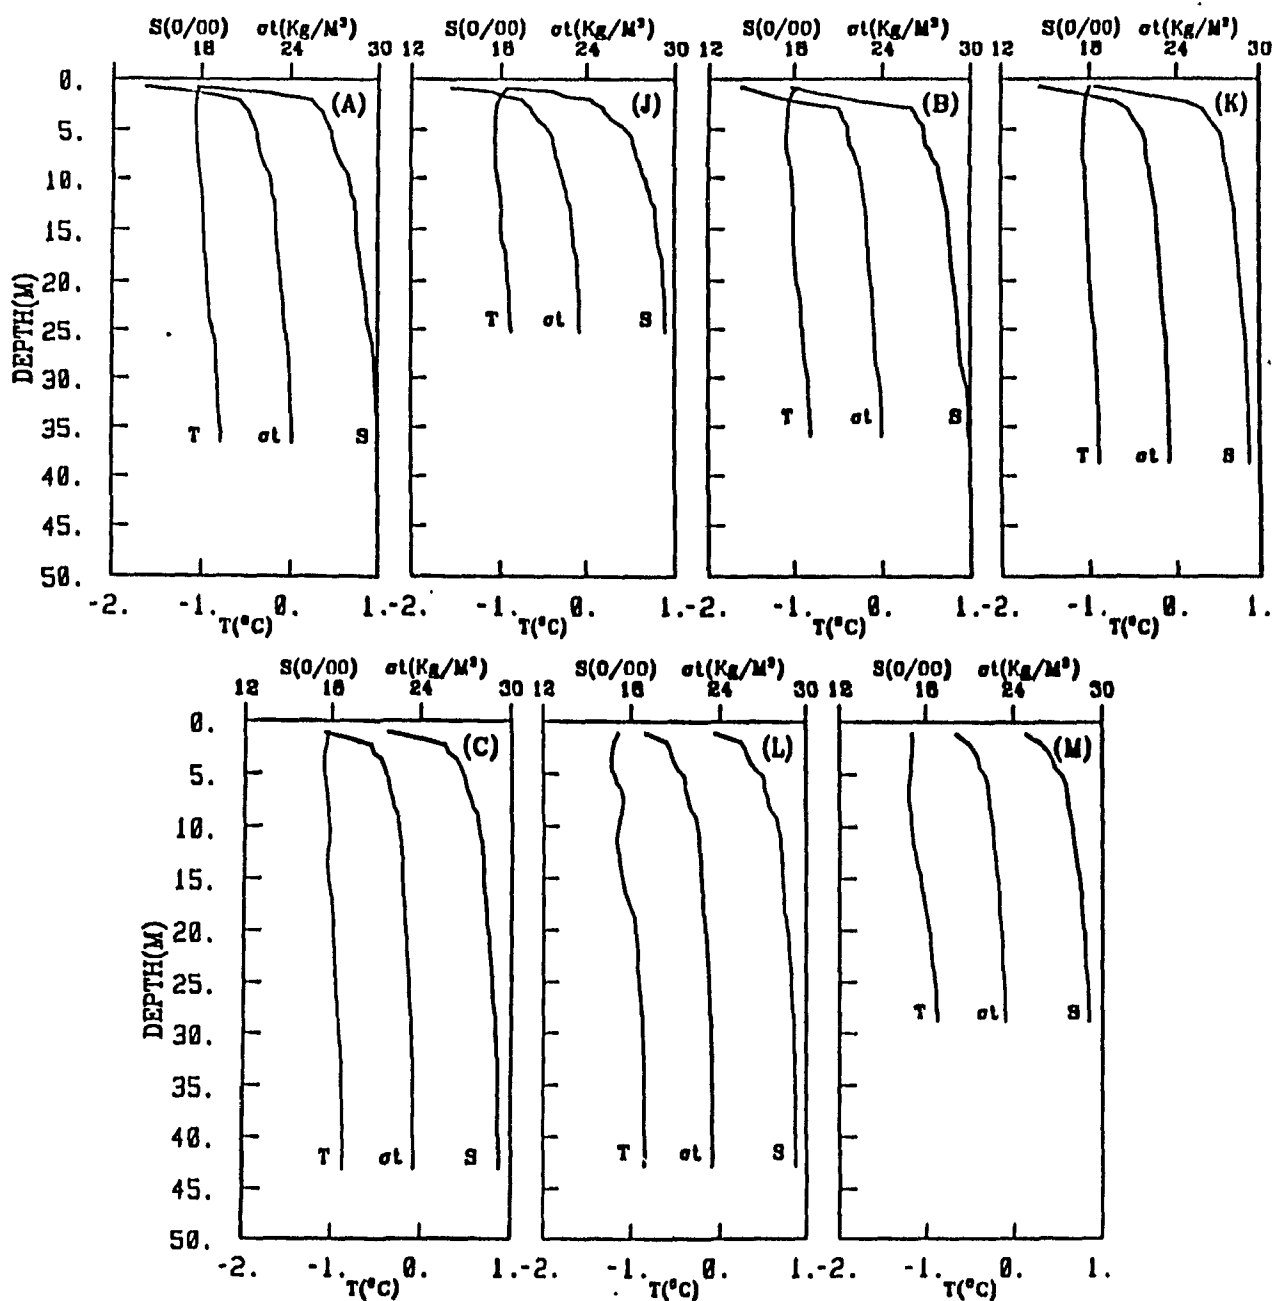 S(0/00) σt(Kg/M³) S(0/00) σt(Kg/M³) S(0/00) σt(Kg/M³) S(0/00) σt(Kg/M³)
18 24 30 12 18 24 30 12 18 24 30 12 18 24 30
0. (A) (J) (B) (K)
5.
10.
15.
20.
25.
30.
35.
40.
45.
50.
DEPTH(M)
T σt S
T σt S
T σt S
T σt S
-2. -1. 0. 1. -2. -1. 0. 1. -2. -1. 0. 1. -2. -1. 0. 1.
T(°C) T(°C) T(°C) T(°C)
S(0/00) σt(Kg/M³) S(0/00) σt(Kg/M³) S(0/00) σt(Kg/M³)
12 18 24 30 12 18 24 30 12 18 24 30
0. (C) (L) (M)
5.
10.
15.
20.
25.
30.
35.
40.
45.
50.
DEPTH(M)
T σt S
T σt S
T σt S
-2. -1. 0. 1. -2. -1. 0. 1. -2. -1. 0. 1.
T(°C) T(°C) T(°C)